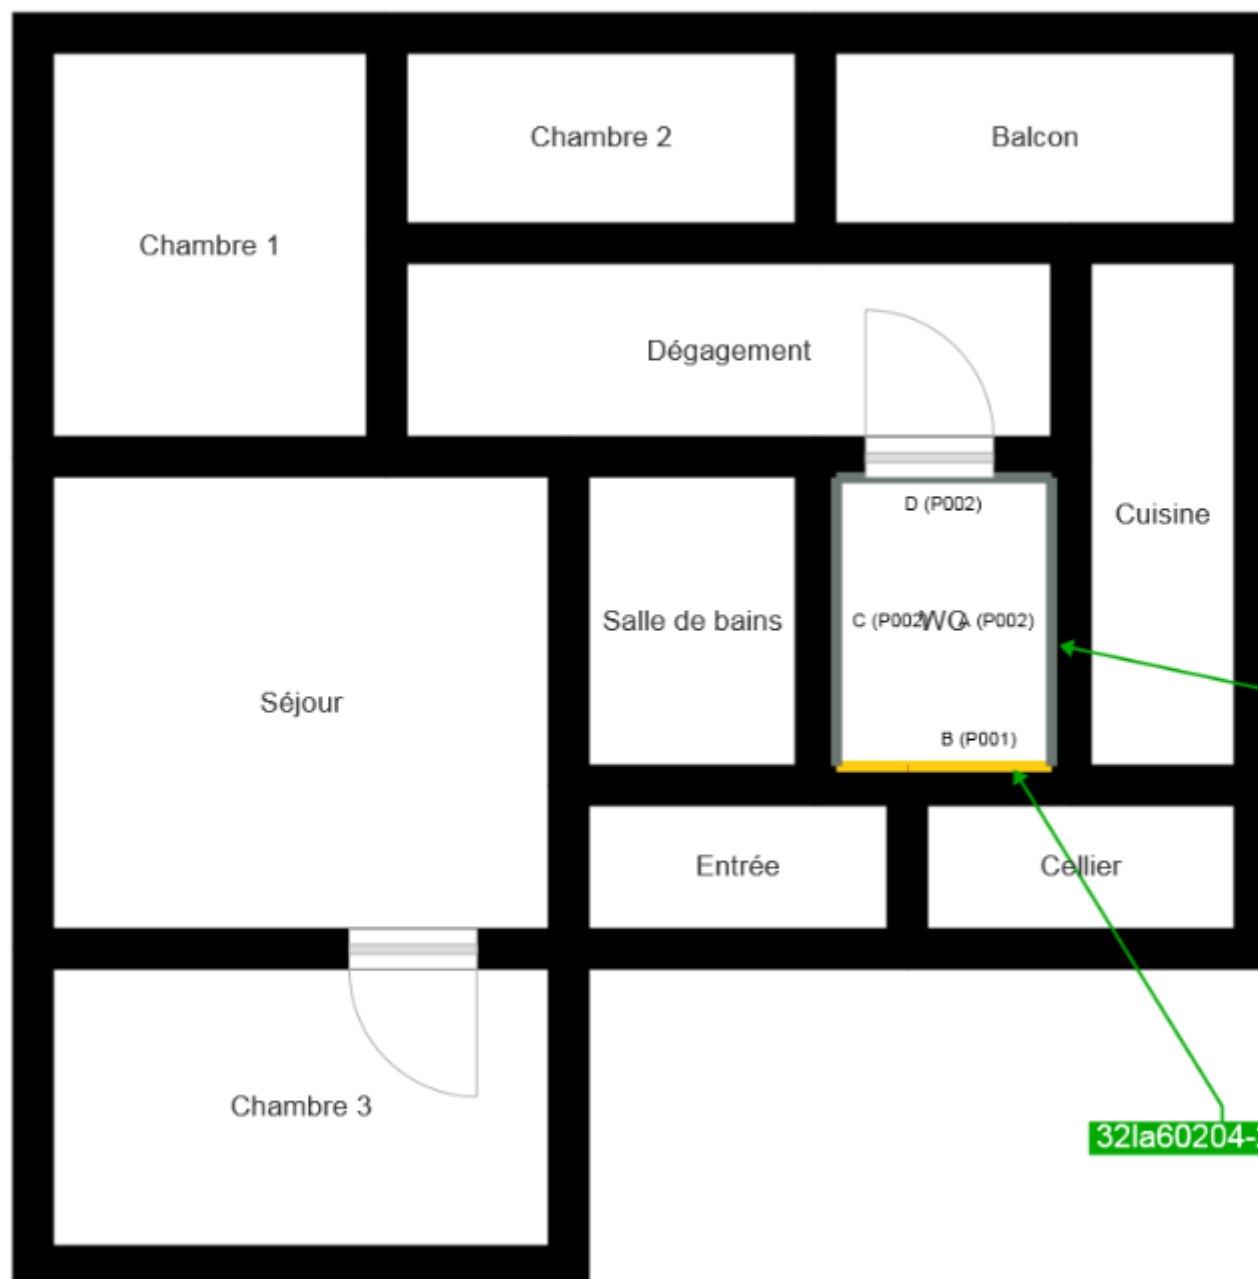 Chambre 2
Balcon
Chambre 1
Dégagement
D (P002)
Cuisine
Salle de bains
C (P002)
WC
A (P002)
Séjour
B (P001)
Entrée
Cellier
Chambre 3
32la60204-